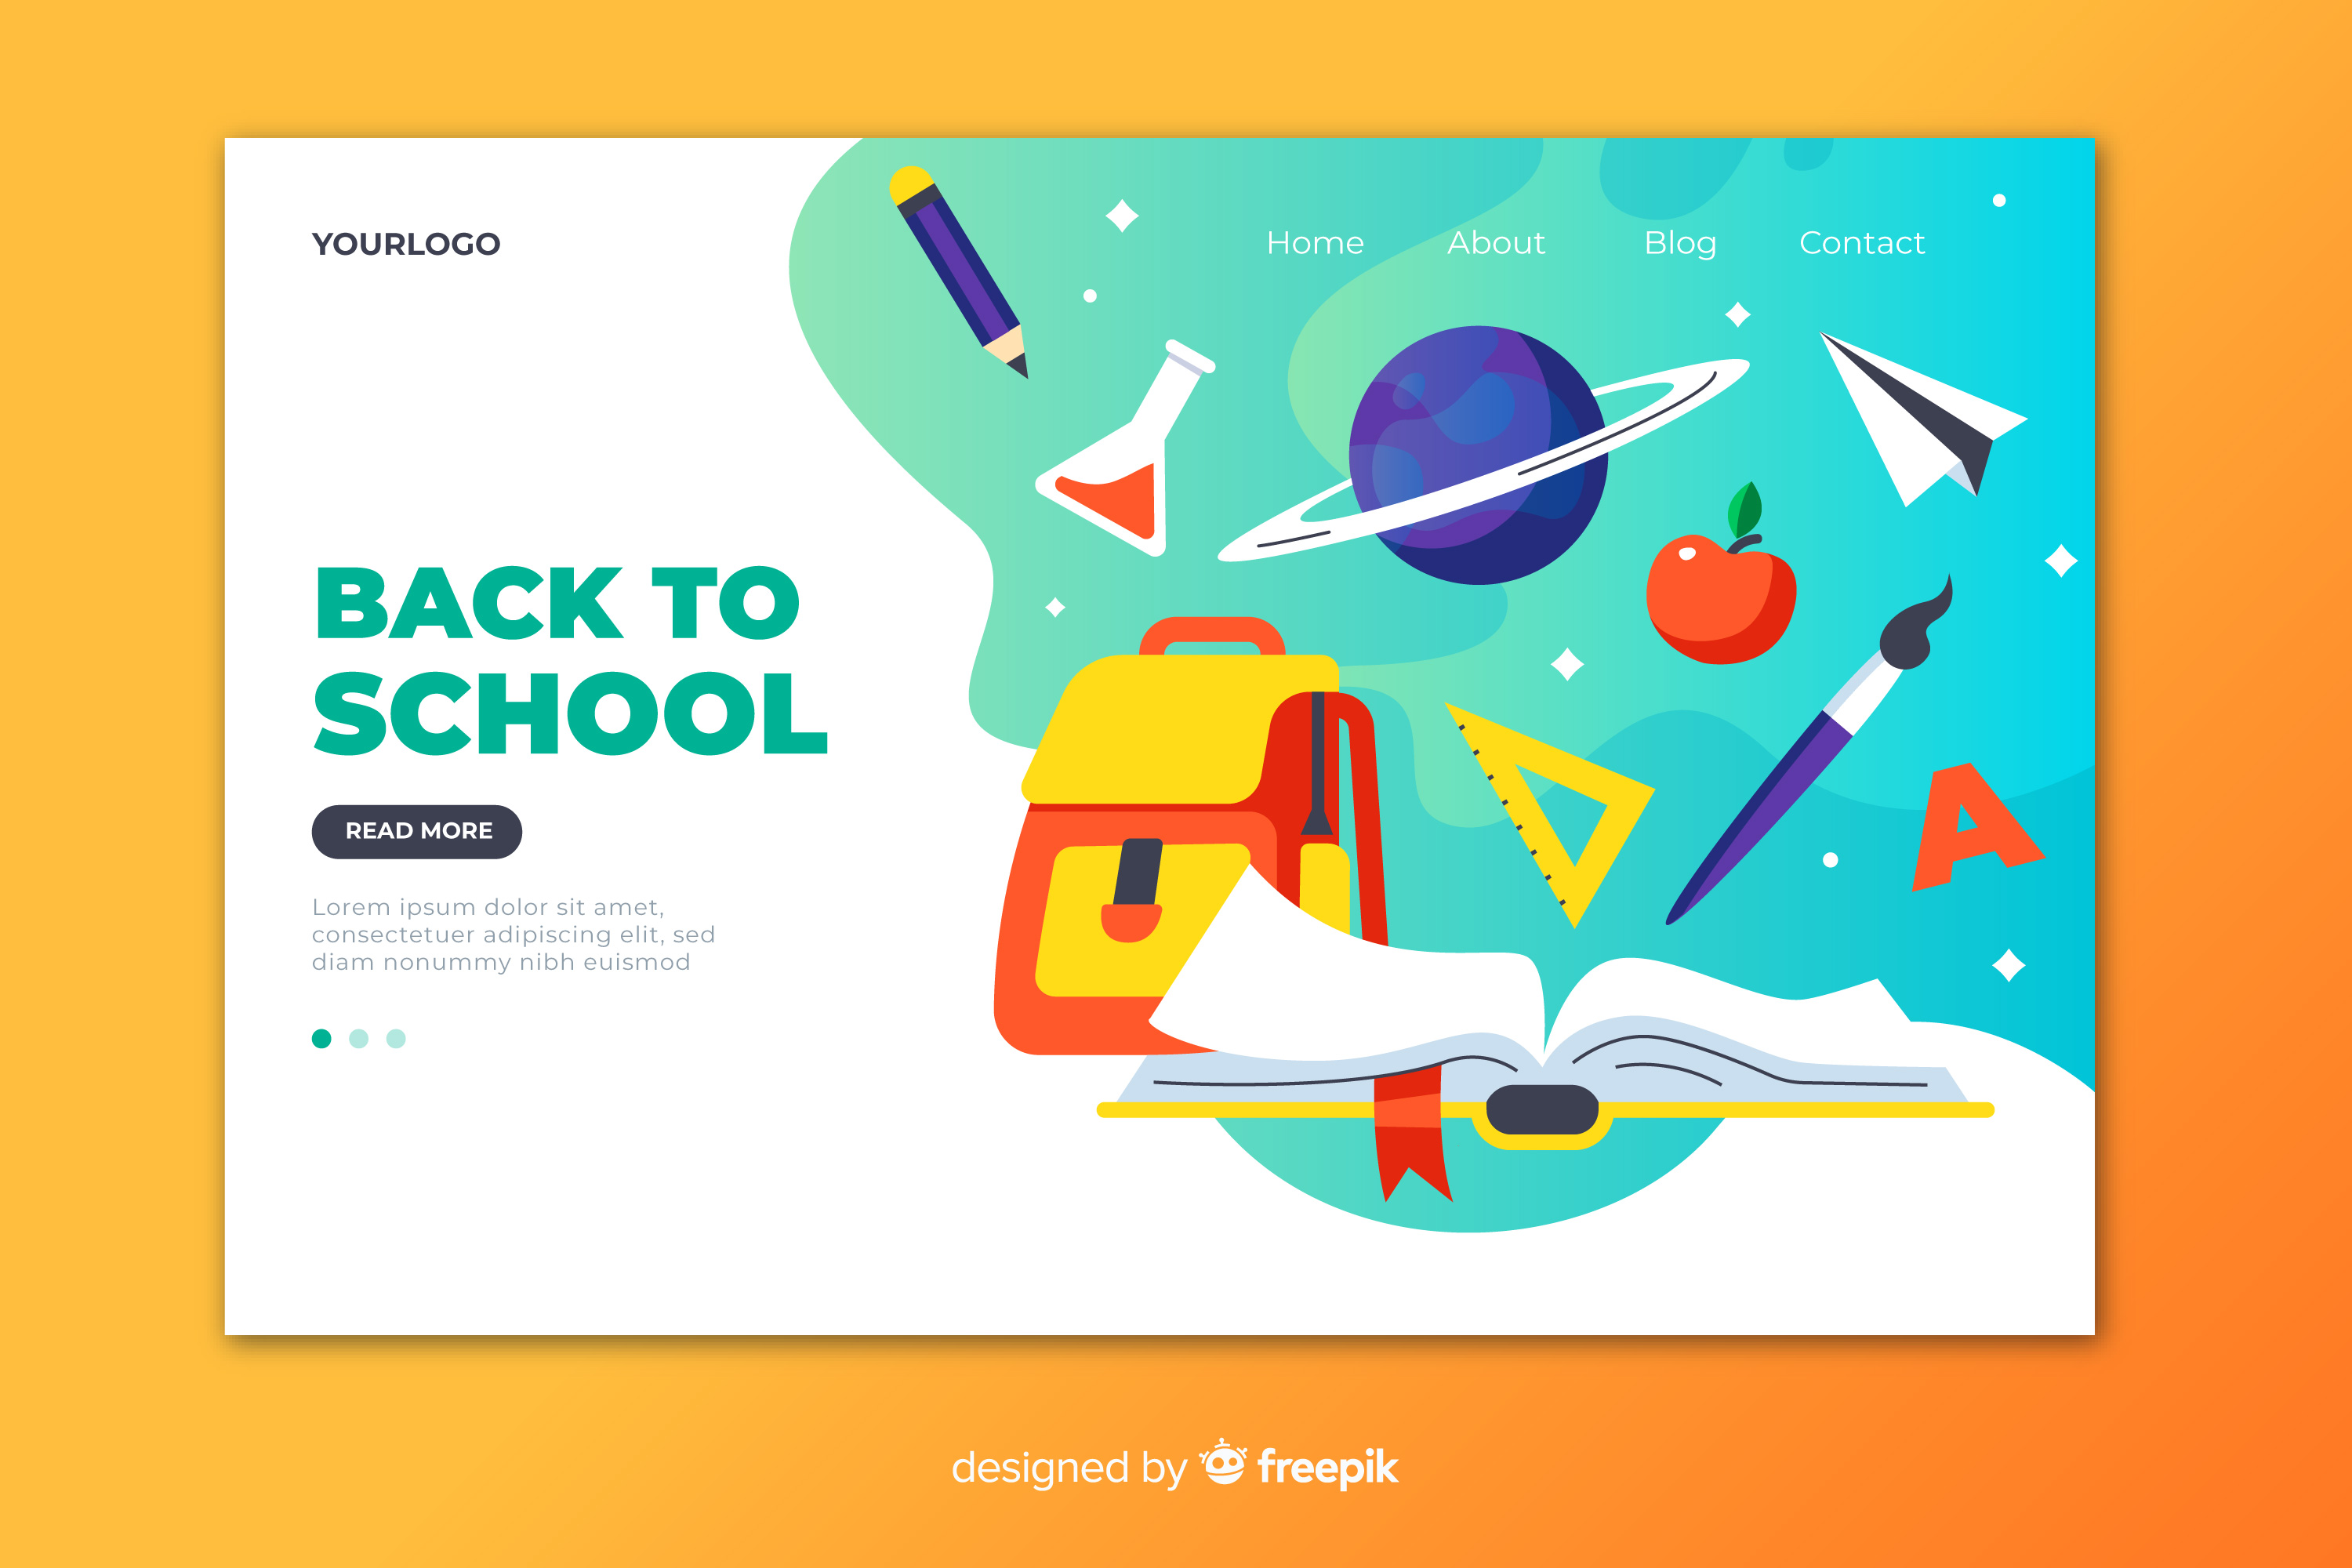 YOURLOGO
Home About Blog Contact
BACK TO
SCHOOL
READ MORE
Lorem ipsum dolor sit amet,
consectetuer adipiscing elit, sed
diam nonummy nibh euismod
A
designed by freepik